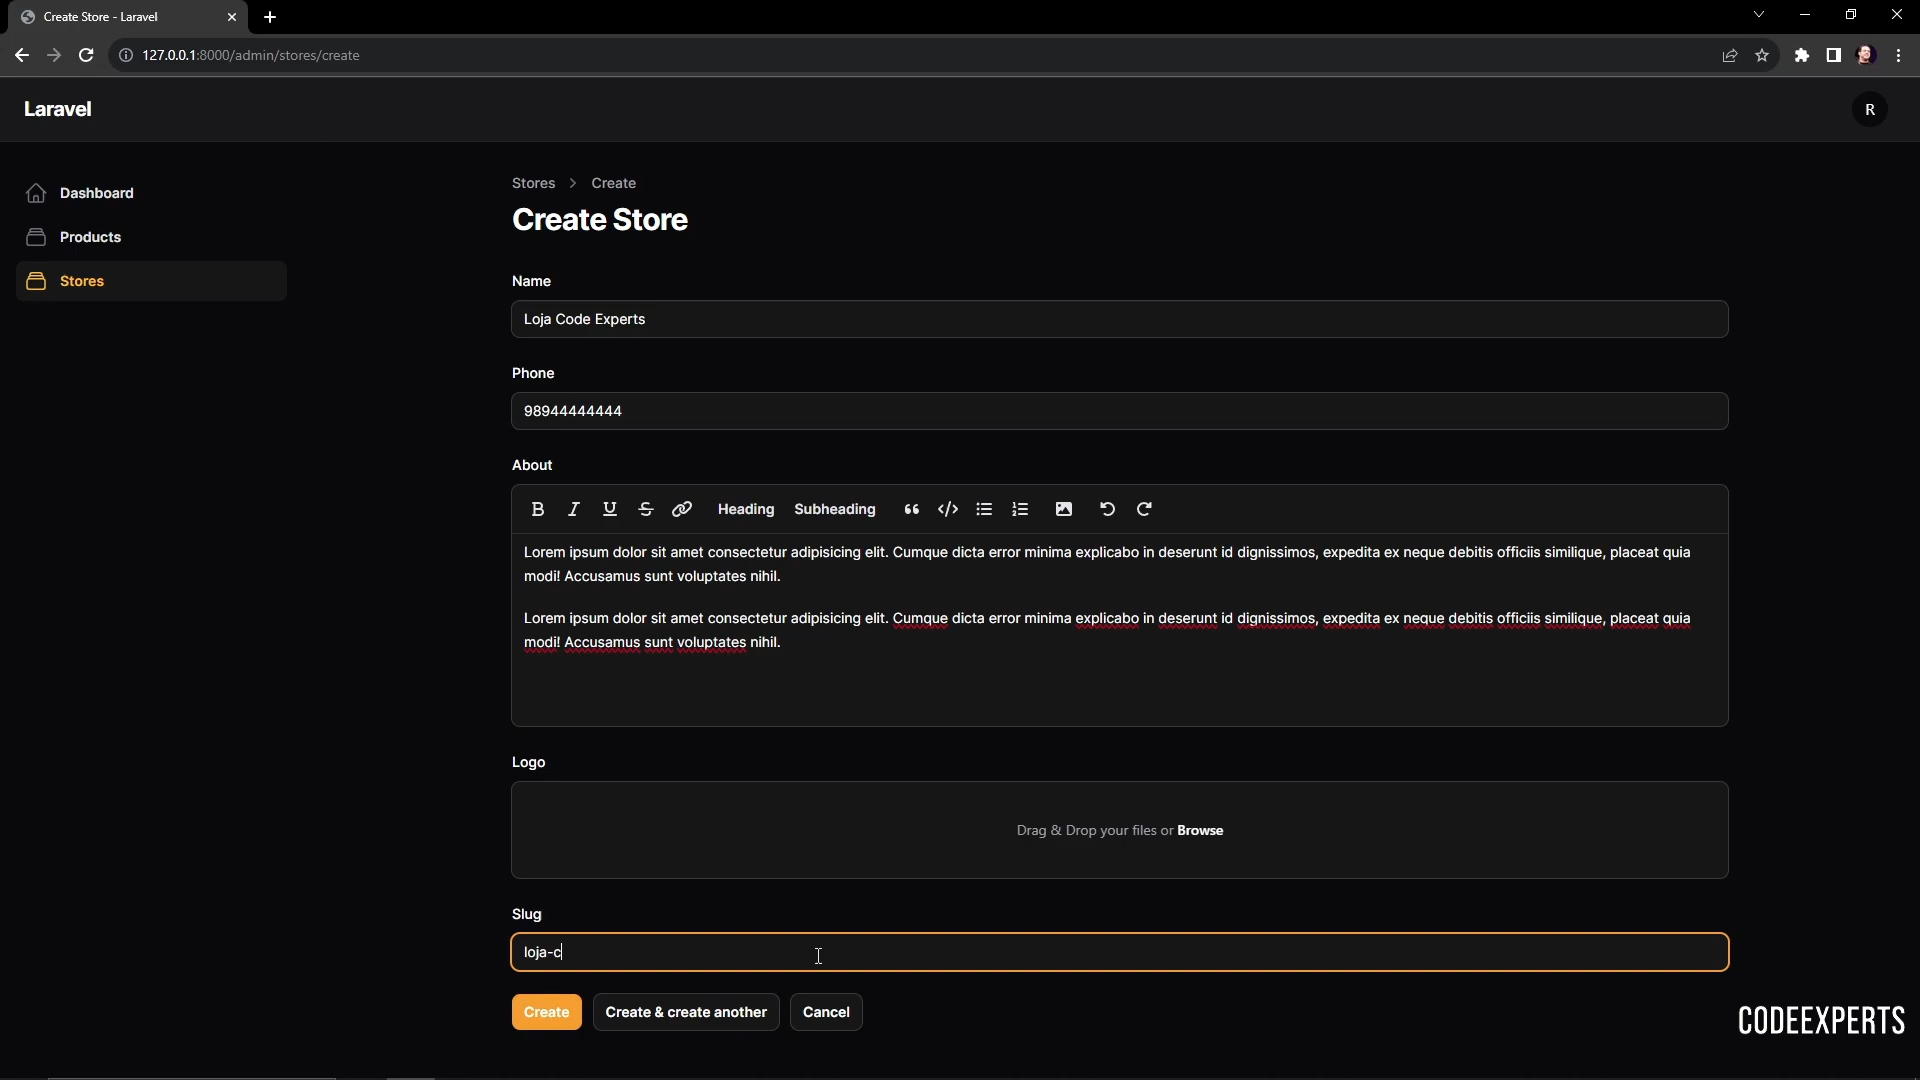 Create Store - Laravel
127.0.0.1:8000/admin/stores/create
Laravel
R
Dashboard
Products
Stores
Stores > Create
Create Store
Name
Loja Code Experts
Phone
98944444444
About
B I U S Heading Subheading
Lorem ipsum dolor sit amet consectetur adipisicing elit. Cumque dicta error minima explicabo in deserunt id dignissimos, expedita ex neque debitis officiis similique, placeat quia
modi! Accusamus sunt voluptates nihil.
Lorem ipsum dolor sit amet consectetur adipisicing elit. Cumque dicta error minima explicabo in deserunt id dignissimos, expedita ex neque debitis officiis similique, placeat quia
modi! Accusamus sunt voluptates nihil.
Logo
Drag & Drop your files or Browse
Slug
loja-c
Create
Create & create another
Cancel
CODEEXPERTS